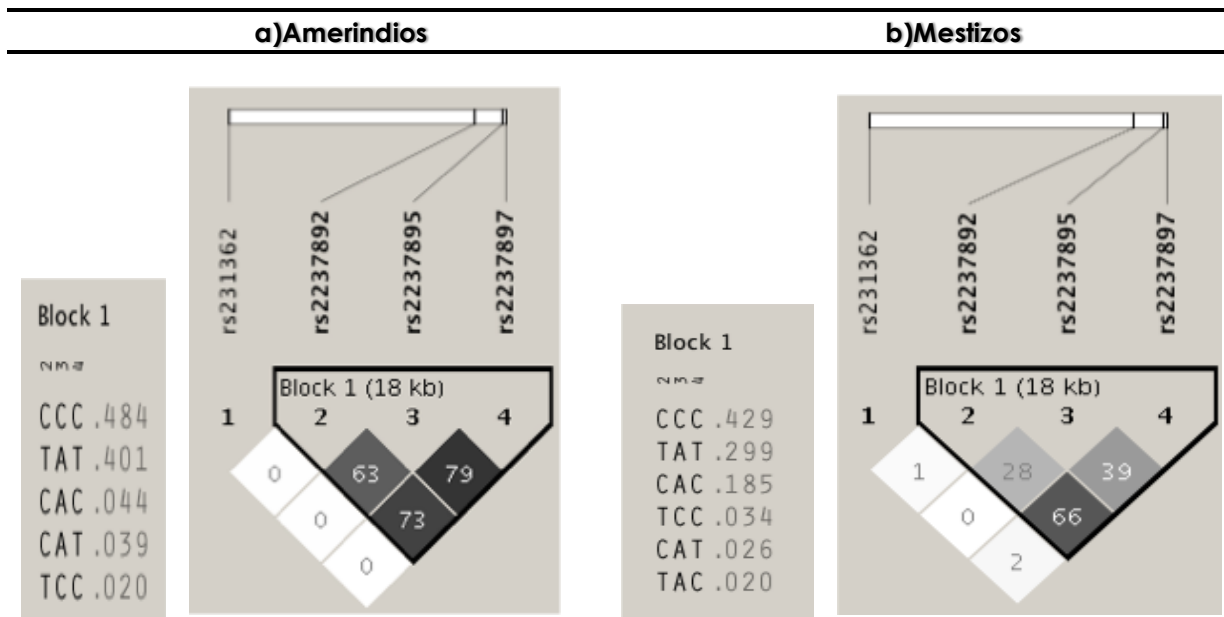 a)Amerindios
b)Mestizos
rs231362
rs2237892
rs2237895
rs2237897
Block 1
2 3 4
CCC .484
TAT .401
CAC .044
CAT .039
TCC .020
Block 1 (18 kb)
1 2 3 4
0 63 79
0 73
0
rs231362
rs2237892
rs2237895
rs2237897
Block 1
2 3 4
CCC .429
TAT .299
CAC .185
TCC .034
CAT .026
TAC .020
Block 1 (18 kb)
1 2 3 4
1 28 39
0 66
2